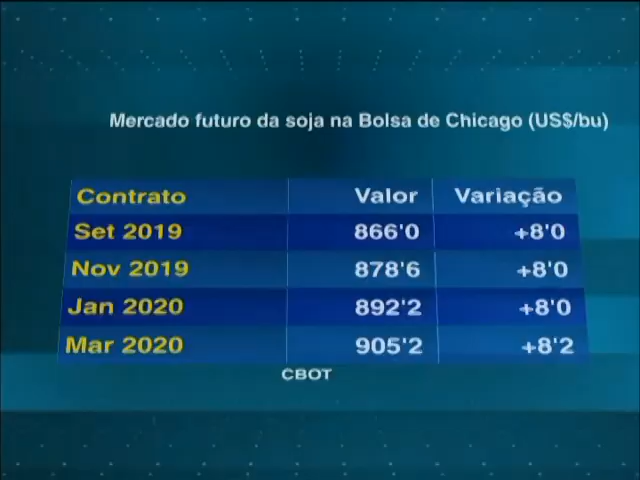 Mercado futuro da soja na Bolsa de Chicago (US$/bu)
Contrato Valor Variação
Set 2019 866'0 +8'0
Nov 2019 878'6 +8'0
Jan 2020 892'2 +8'0
Mar 2020 905'2 +8'2
CBOT